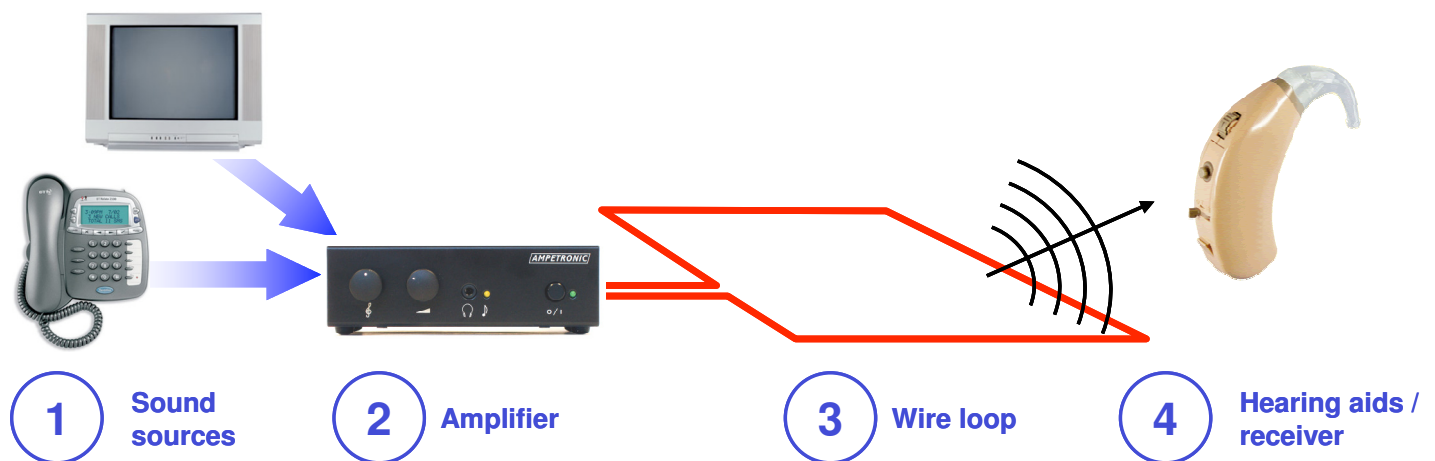 AMPETRONIC
O / I
1
Sound
sources
2
Amplifier
3
Wire loop
4
Hearing aids /
receiver